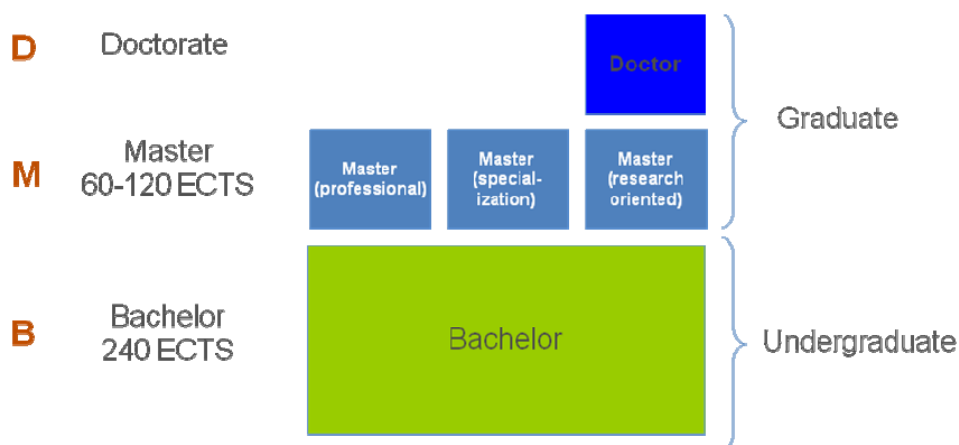 D
Doctorate
Doctor
Graduate
M
Master
60-120 ECTS
Master
(professional)
Master
(special-
ization)
Master
(research
oriented)
B
Bachelor
240 ECTS
Bachelor
Undergraduate